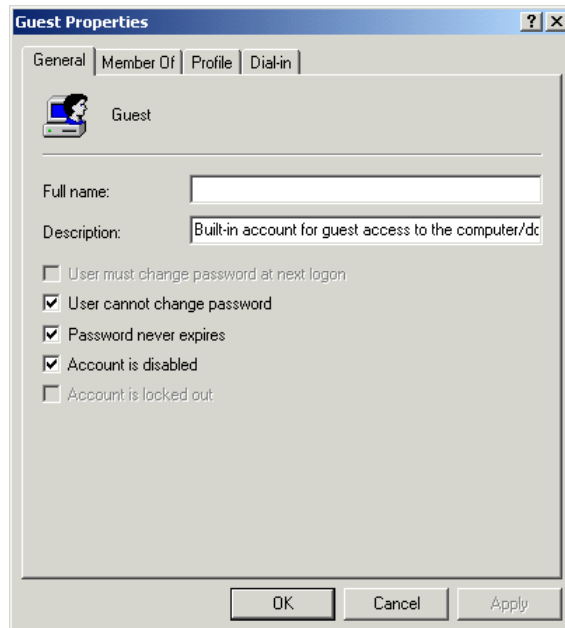 Guest Properties
General Member Of Profile Dial-in
Guest
Full name:
Description: Built-in account for guest access to the computer/do
User must change password at next logon
User cannot change password
Password never expires
Account is disabled
Account is locked out
OK Cancel Apply